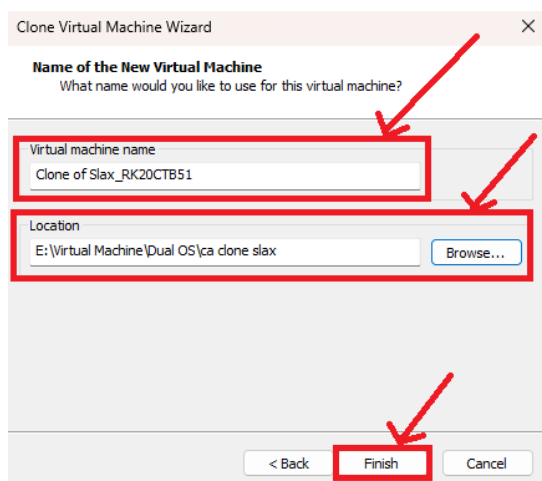 Clone Virtual Machine Wizard
Name of the New Virtual Machine
What name would you like to use for this virtual machine?
Virtual machine name
Clone of Slax_RK20CTB51
Location
E:\Virtual Machine\Dual OS\ca clone slax
Browse...
< Back Finish Cancel